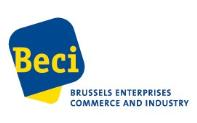 Beci
BRUSSELS ENTERPRISES
COMMERCE AND INDUSTRY